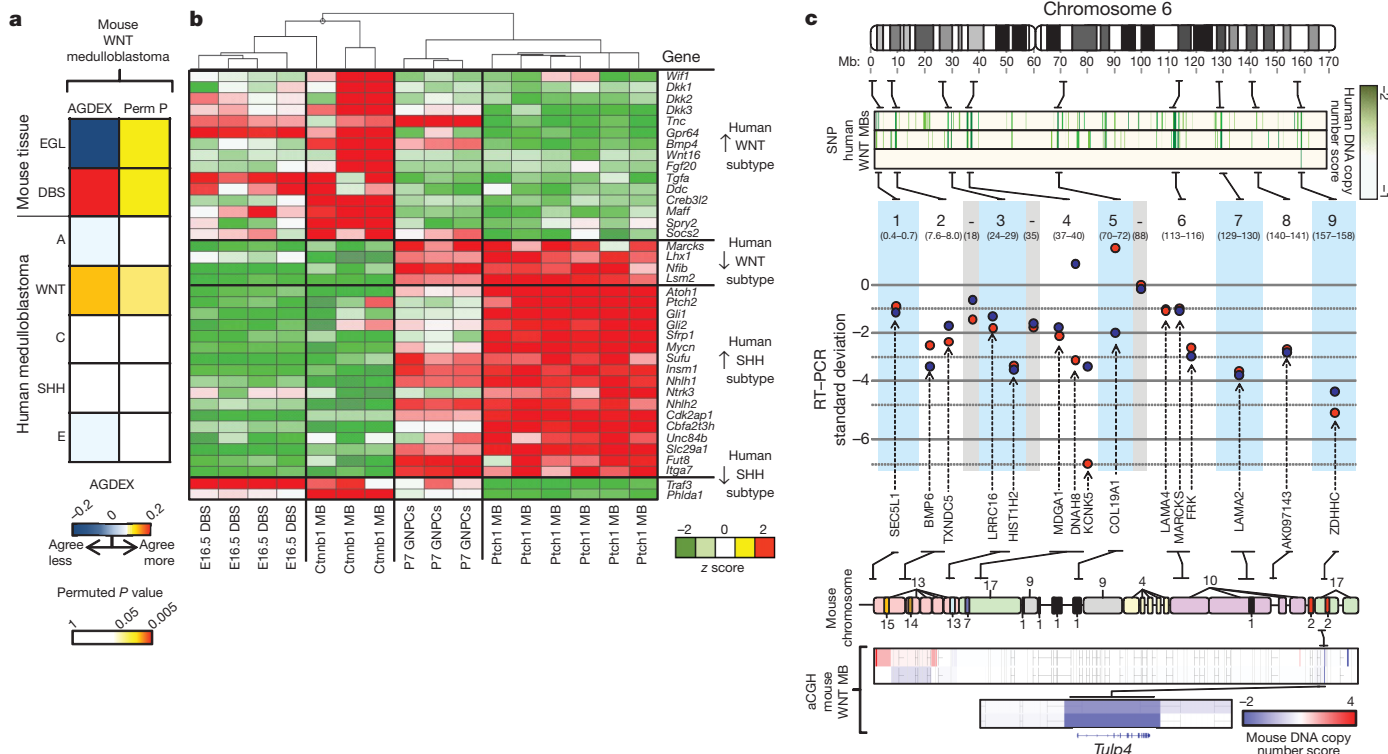 a
Mouse
WNT
medulloblastoma
AGDEX Perm P
Mouse tissue
EGL
DBS
Human medulloblastoma
A
WNT
C
SHH
E
AGDEX
−0.2 0 0.2
Agree less
Agree more
Permuted P value
1 0.05 0.005
b
Gene
Wif1
Dkk1
Dkk2
Dkk3
Tnc
Gpr64
Bmp4
Wnt16
Fgf20
Tgfa
Ddc
Creb3l2
Maff
Spry2
Socs2
Marcks
Lhx1
Nfib
Lsm2
Atoh1
Ptch2
Gli1
Gli2
Sfrp1
Mycn
Sufu
Insm1
Nhlh1
Ntrk3
Nhlh2
Cdk2ap1
Cbfa2t3h
Unc84b
Slc29a1
Fut8
Itga7
Traf3
Phlda1
Human
↑ WNT
subtype
Human
↓ WNT
subtype
Human
↑ SHH
subtype
Human
↓ SHH
subtype
E16.5 DBS
E16.5 DBS
E16.5 DBS
E16.5 DBS
Ctnnb1 MB
Ctnnb1 MB
Ctnnb1 MB
P7 GNPCs
P7 GNPCs
P7 GNPCs
Ptch1 MB
Ptch1 MB
Ptch1 MB
Ptch1 MB
Ptch1 MB
Ptch1 MB
−2 0 2
z score
c
Chromosome 6
Mb: 0 10 20 30 40 50 60 70 80 90 100 110 120 130 140 150 160 170
SNP
human
WNT MBs
Human DNA copy
number score
−2
−1
1 2 - 3 - 4 5 - 6 7 8 9
(0.4–0.7) (7.6–8.0) (18) (24–29) (35) (37–40) (70–72) (88) (113–116) (129–130) (140–141) (157–158)
RT–PCR
standard deviation
0
−2
−4
−6
SEC5L1
BMP6
TXNDC5
LRRC16
HIST1H2
MDGA1
DNAH8
KCNK5
COL19A1
LAMA4
MARCKS
FRK
LAMA2
AK097143
ZDHHC
Mouse
chromosome
13 17 9 9 4 10 17
15 14 13 7 1 1 1 1 1 2 2
aCGH
mouse
WNT MB
Tulp4
−2 4
Mouse DNA copy
number score